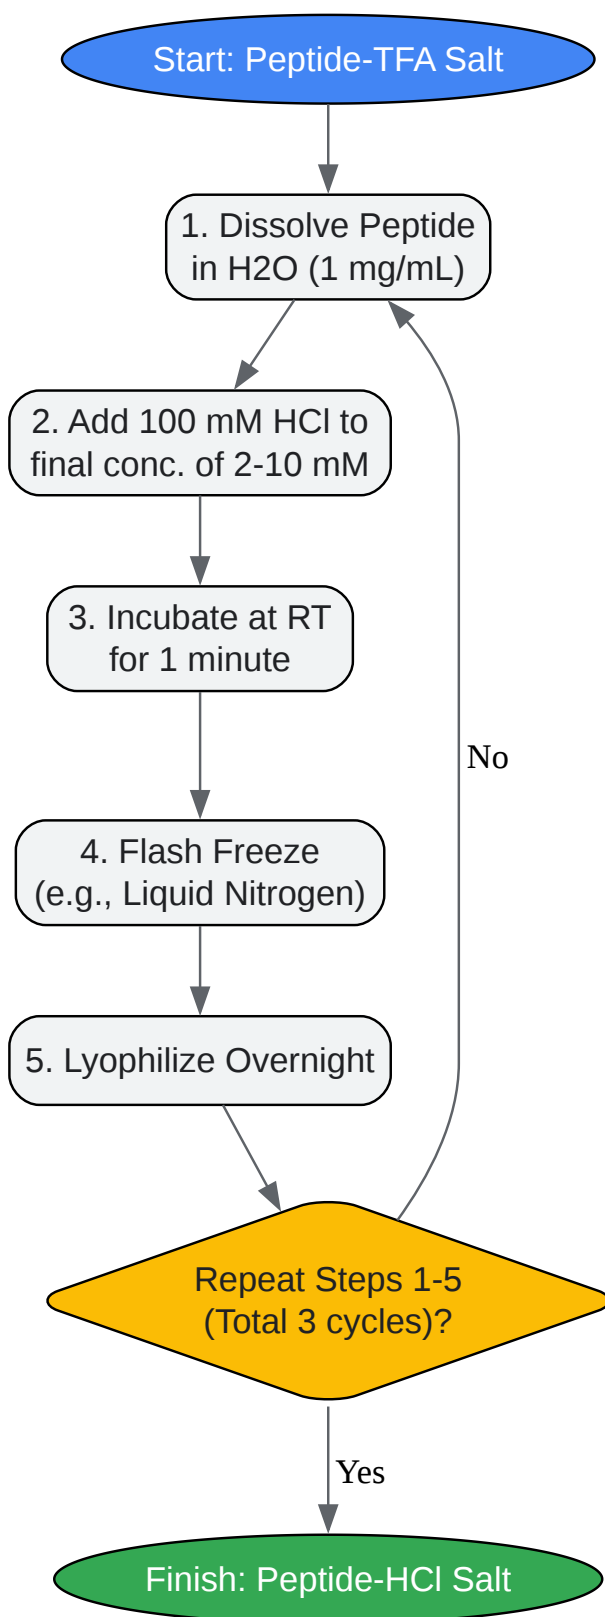 Start: Peptide-TFA Salt
1. Dissolve Peptide
in H2O (1 mg/mL)
2. Add 100 mM HCl to
final conc. of 2-10 mM
3. Incubate at RT
for 1 minute
No
4. Flash Freeze
(e.g., Liquid Nitrogen)
5. Lyophilize Overnight
Repeat Steps 1-5
(Total 3 cycles)?
Yes
Finish: Peptide-HCl Salt